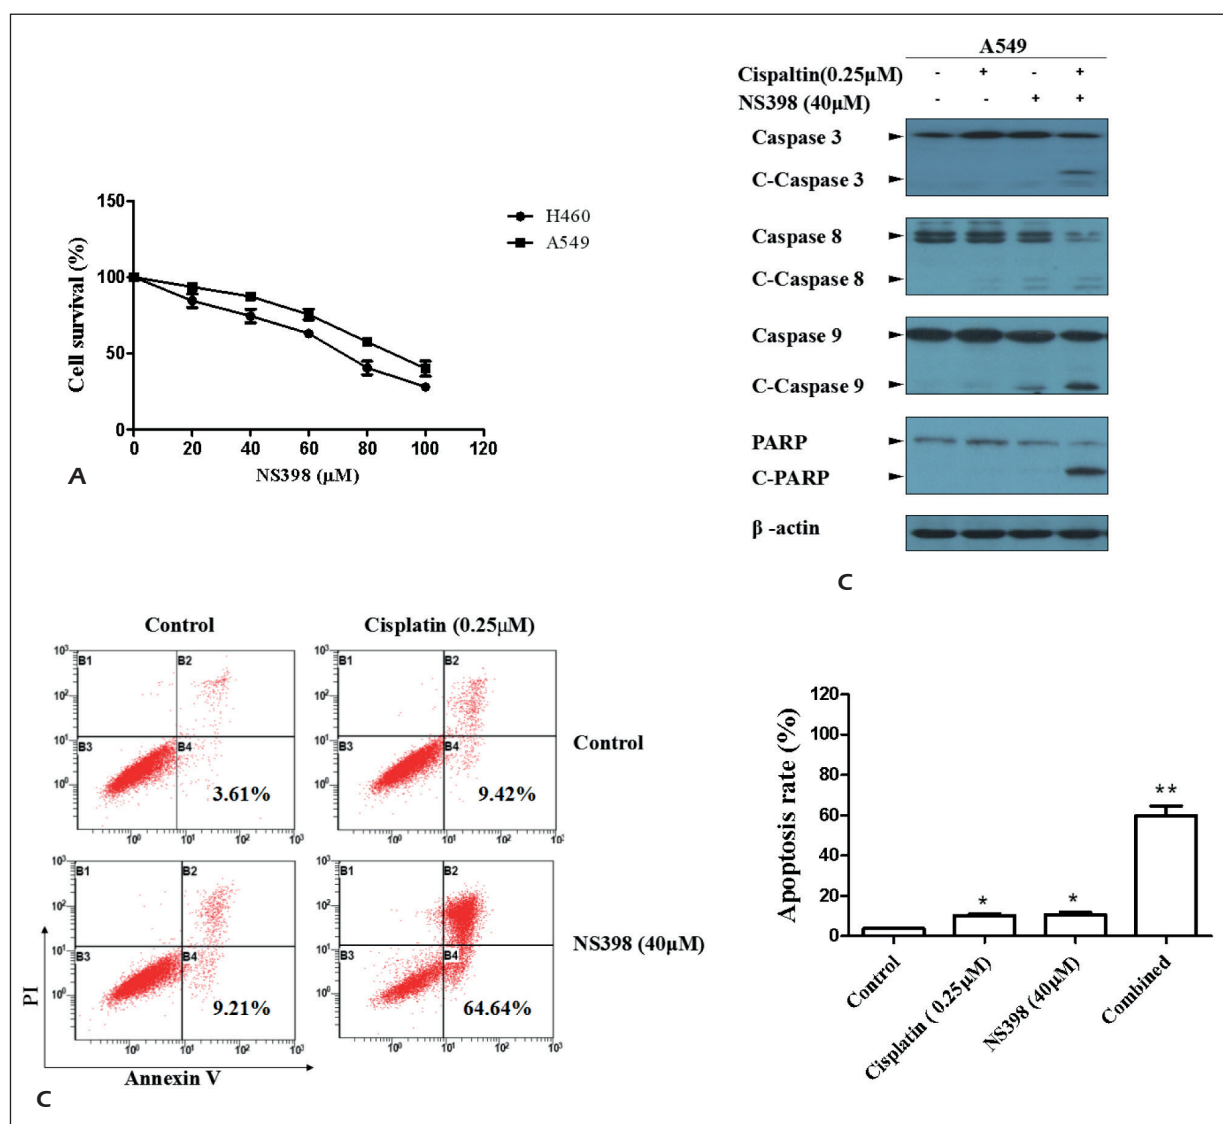 150
100
50
0
0 20 40 60 80 100 120
Cell survival (%)
NS398 (μM)
H460
A549
A
A549
Cispaltin(0.25μM) - + - +
NS398 (40μM) - - + +
Caspase 3
C-Caspase 3
Caspase 8
C-Caspase 8
Caspase 9
C-Caspase 9
PARP
C-PARP
β -actin
C
Control Cisplatin (0.25μM)
10³
10²
10¹
10⁰
B1 B2
B3 B4
3.61%
10⁰ 10¹ 10² 10³
10³
10²
10¹
10⁰
B1 B2
B3 B4
9.42%
10⁰ 10¹ 10² 10³
Control
10³
10²
10¹
10⁰
B1 B2
B3 B4
9.21%
10⁰ 10¹ 10² 10³
10³
10²
10¹
10⁰
B1 B2
B3 B4
64.64%
10⁰ 10¹ 10² 10³
NS398 (40μM)
PI
Annexin V
C
120
100
80
60
40
20
0
Apoptosis rate (%)
* * **
Control
Cisplatin ( 0.25μM)
NS398 (40μM)
Combined